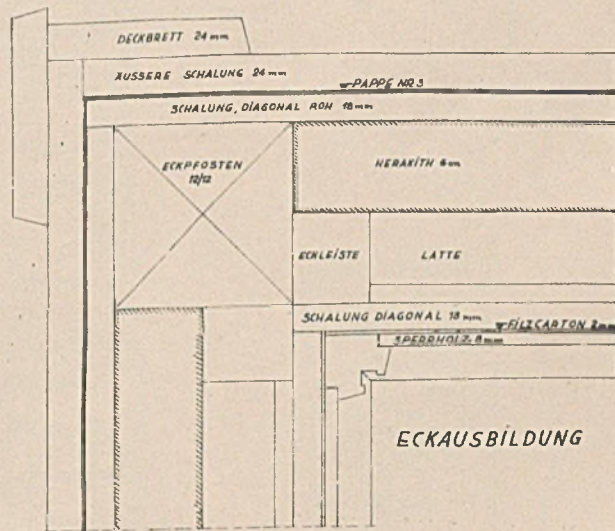 DECKBRETT 24 mm
ÄUSSERE SCHALUNG 24 mm
PAPPE NR 3
SCHALUNG, DIAGONAL ROH 18 mm
ECKPFOSTEN
12/12
HERAKITH 6 cm
ECKLEISTE
LATTE
SCHALUNG DIAGONAL 18 mm
FILZCARTON 2 mm
SPERRHOLZ 8 mm
ECKAUSBILDUNG